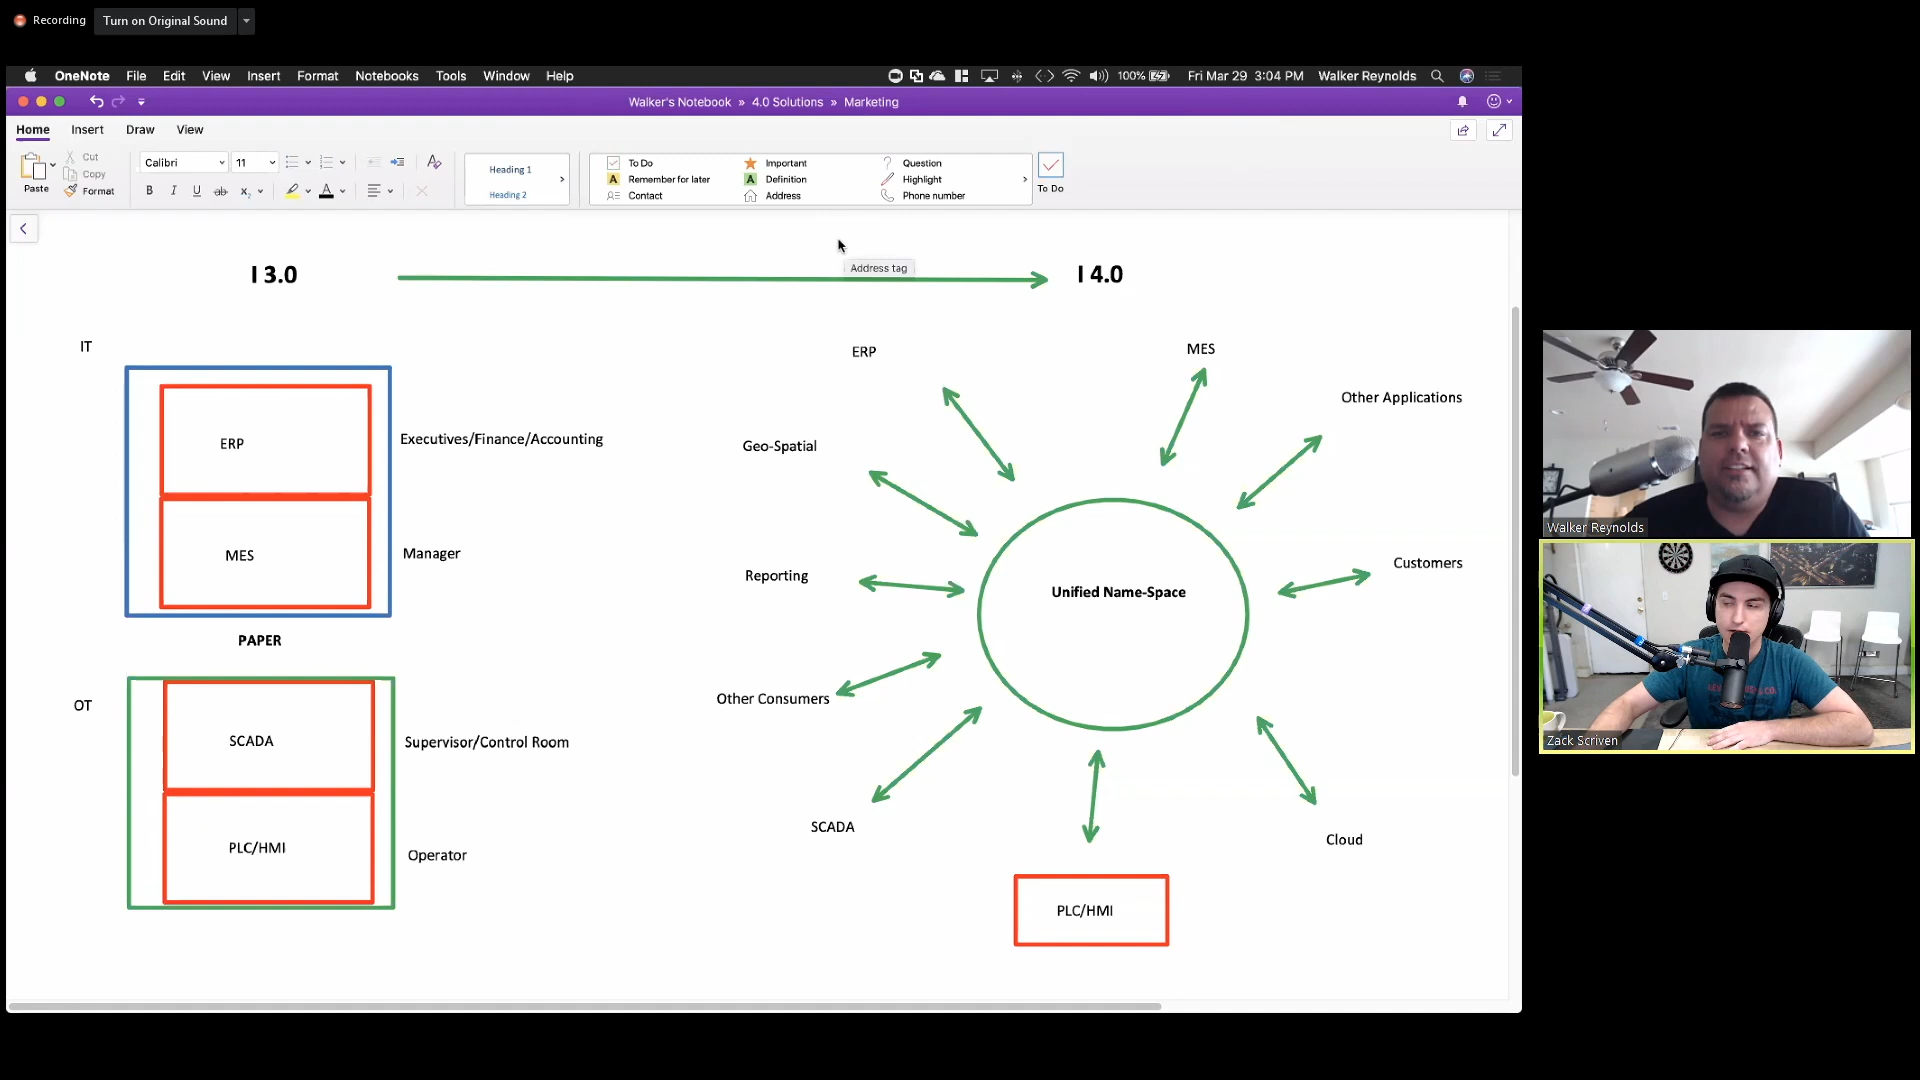 Recording
Turn on Original Sound
OneNote File Edit View Insert Format Notebooks Tools Window Help
100% Fri Mar 29 3:04 PM Walker Reynolds
Walker's Notebook » 4.0 Solutions » Marketing
Home Insert Draw View
Paste
Cut
Copy
Format
Calibri 11
B I U ab x A
Heading 1
Heading 2
To Do Important Question
Remember for later Definition Highlight
Contact Address Phone number
To Do
Address tag
I 3.0
I 4.0
IT
ERP
Executives/Finance/Accounting
MES
Manager
PAPER
OT
SCADA
Supervisor/Control Room
PLC/HMI
Operator
ERP
MES
Other Applications
Geo-Spatial
Customers
Reporting
Unified Name-Space
Other Consumers
SCADA
Cloud
PLC/HMI
Walker Reynolds
Zack Scriven